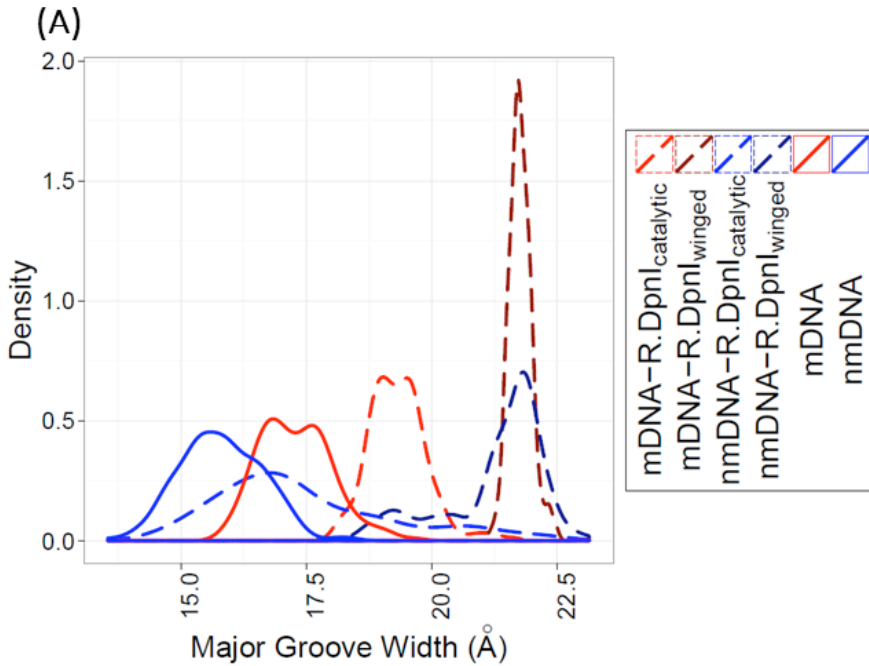 (A)
2.0
1.5
1.0
0.5
0.0
Density
15.0
17.5
20.0
22.5
Major Groove Width (Å)
mDNA−R.DpnIcatalytic
mDNA−R.DpnIwinged
nmDNA−R.DpnIcatalytic
nmDNA−R.DpnIwinged
mDNA
nmDNA